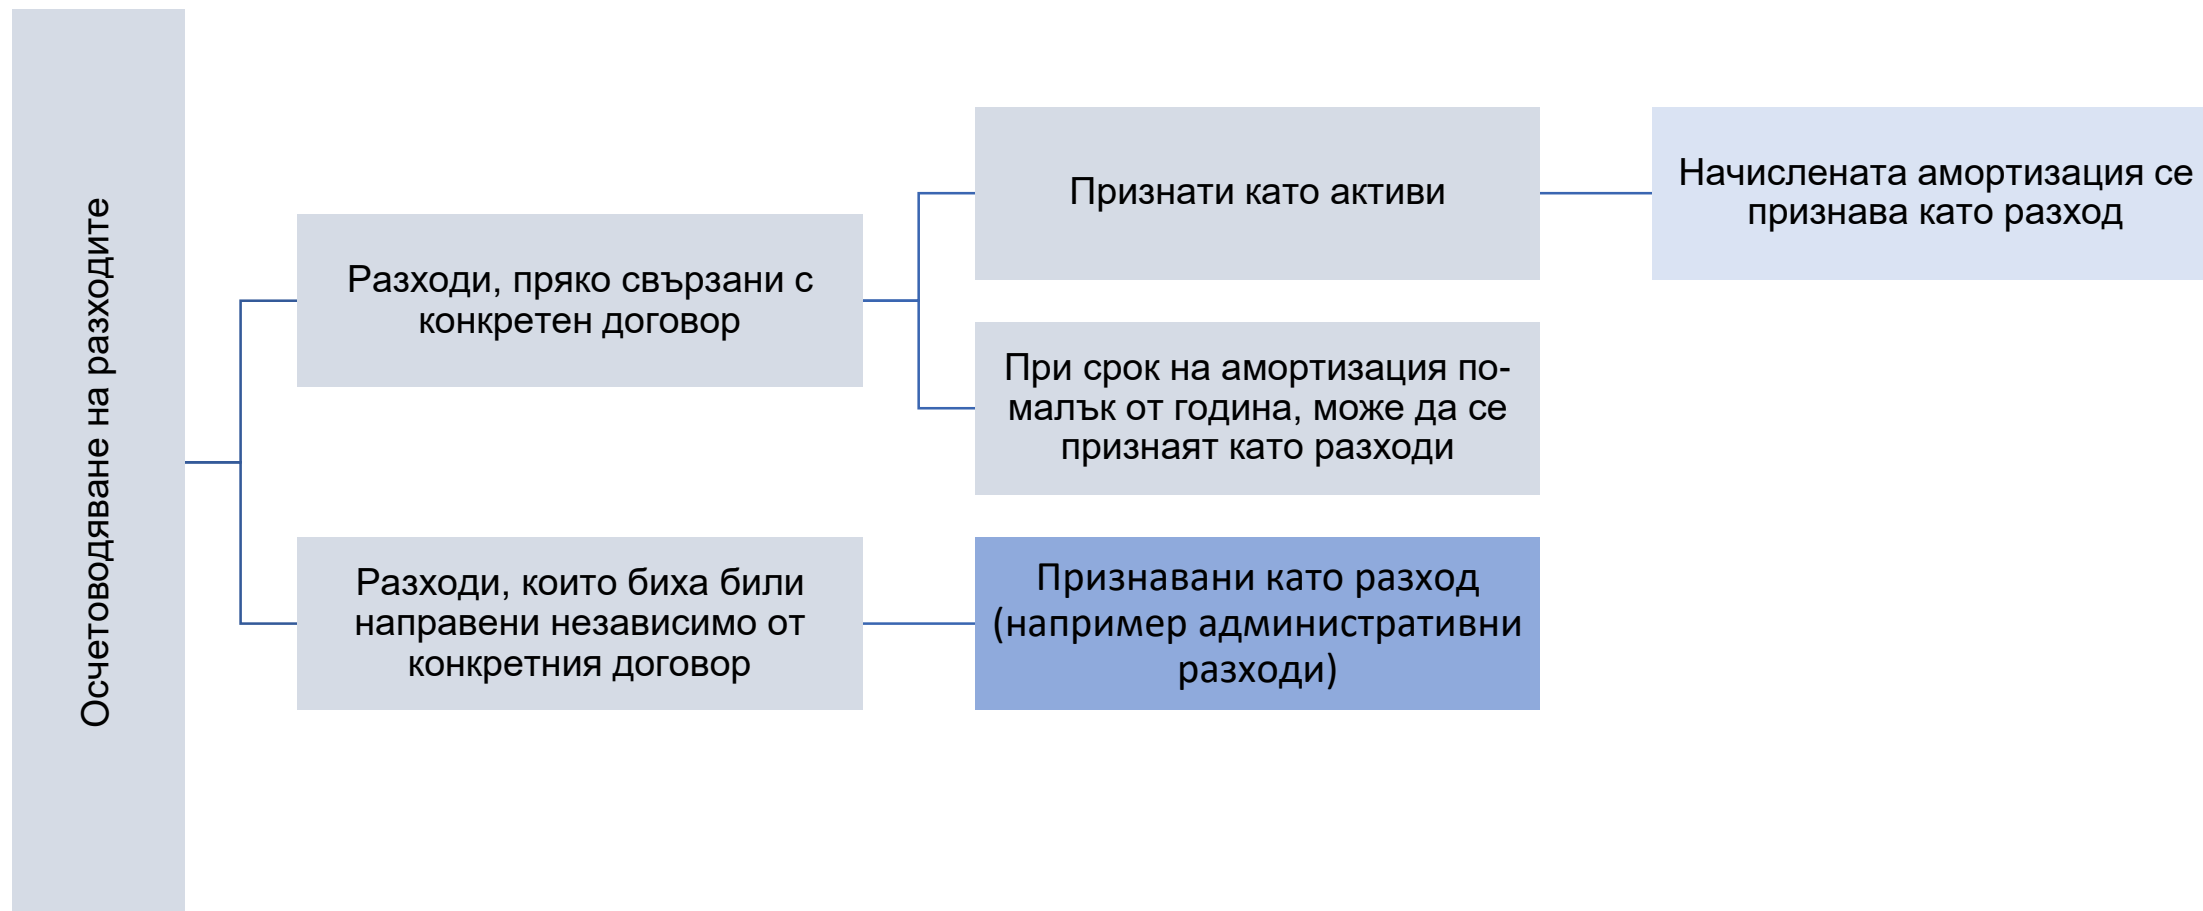 Осчетоводяване на разходите
Разходи, пряко свързани с
конкретен договор
Признати като активи
Начислената амортизация се
признава като разход
При срок на амортизация по-
малък от година, може да се
признаят като разходи
Разходи, които биха били
направени независимо от
конкретния договор
Признавани като разход
(например административни
разходи)